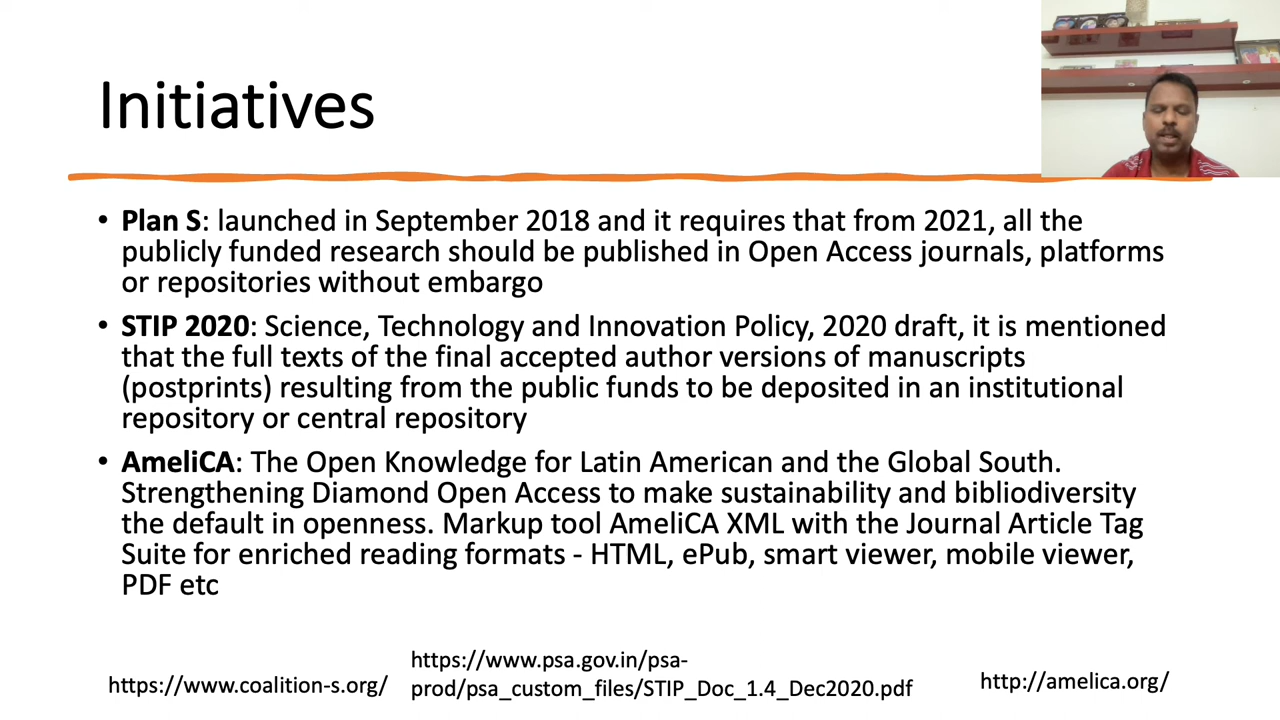 Initiatives
• Plan S: launched in September 2018 and it requires that from 2021, all the
publicly funded research should be published in Open Access journals, platforms
or repositories without embargo
• STIP 2020: Science, Technology and Innovation Policy, 2020 draft, it is mentioned
that the full texts of the final accepted author versions of manuscripts
(postprints) resulting from the public funds to be deposited in an institutional
repository or central repository
• AmeliCA: The Open Knowledge for Latin American and the Global South.
Strengthening Diamond Open Access to make sustainability and bibliodiversity
the default in openness. Markup tool AmeliCA XML with the Journal Article Tag
Suite for enriched reading formats - HTML, ePub, smart viewer, mobile viewer,
PDF etc
https://www.coalition-s.org/
https://www.psa.gov.in/psa-
prod/psa_custom_files/STIP_Doc_1.4_Dec2020.pdf
http://amelica.org/